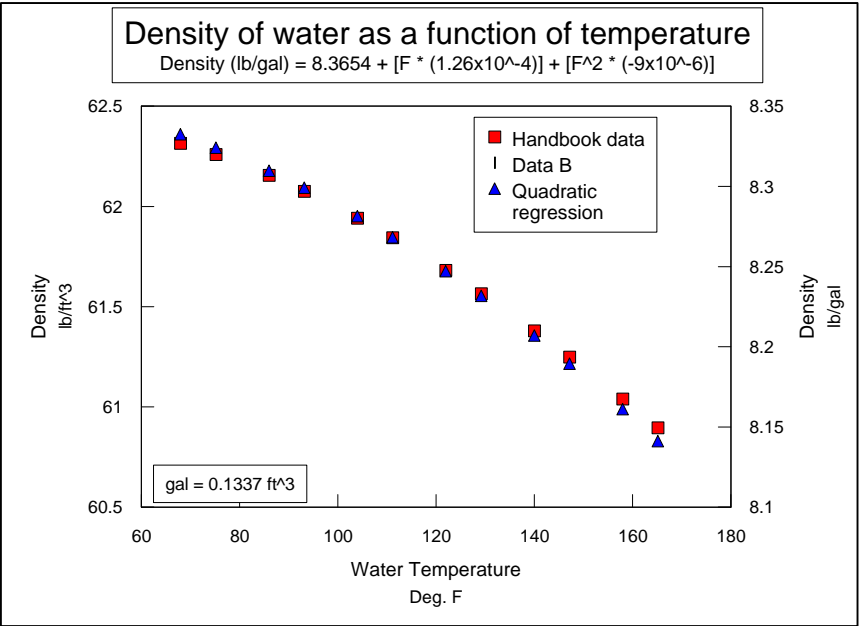 Density of water as a function of temperature
Density (lb/gal) = 8.3654 + [F * (1.26x10^-4)] + [F^2 * (-9x10^-6)]
62.5
62
61.5
61
60.5
Density
lb/ft^3
Handbook data
Data B
Quadratic
regression
8.35
8.3
8.25
8.2
8.15
8.1
Density
lb/gal
gal = 0.1337 ft^3
60 80 100 120 140 160 180
Water Temperature
Deg. F